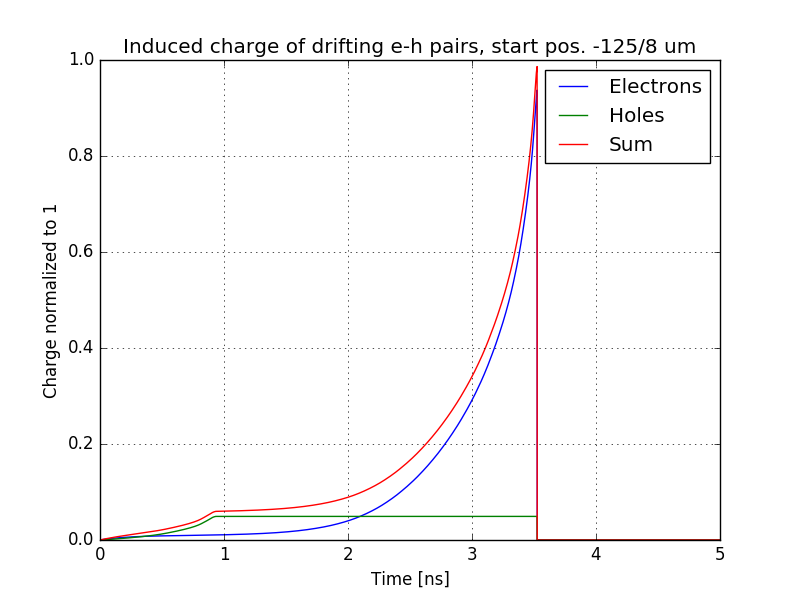 Induced charge of drifting e-h pairs, start pos. -125/8 um
1.0
0.8
0.6
0.4
0.2
0.0
Charge normalized to 1
Electrons
Holes
Sum
0 1 2 3 4 5
Time [ns]